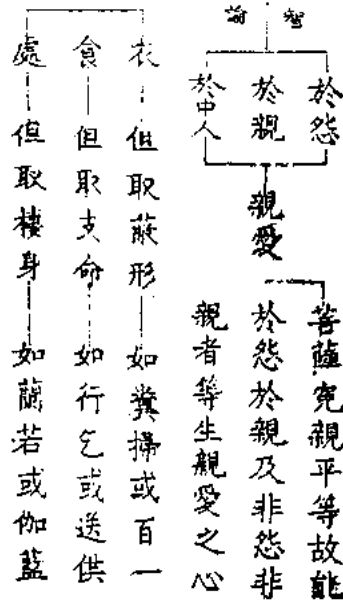 智論
於怨
於親
於中人
親愛
菩薩冤親平等故能
於怨於親及非怨非
親者等生親愛之心
衣 但取蔽形 如糞掃或百一
食 但取支命 如行乞或送供
處 但取棲身 如蘭若或伽藍